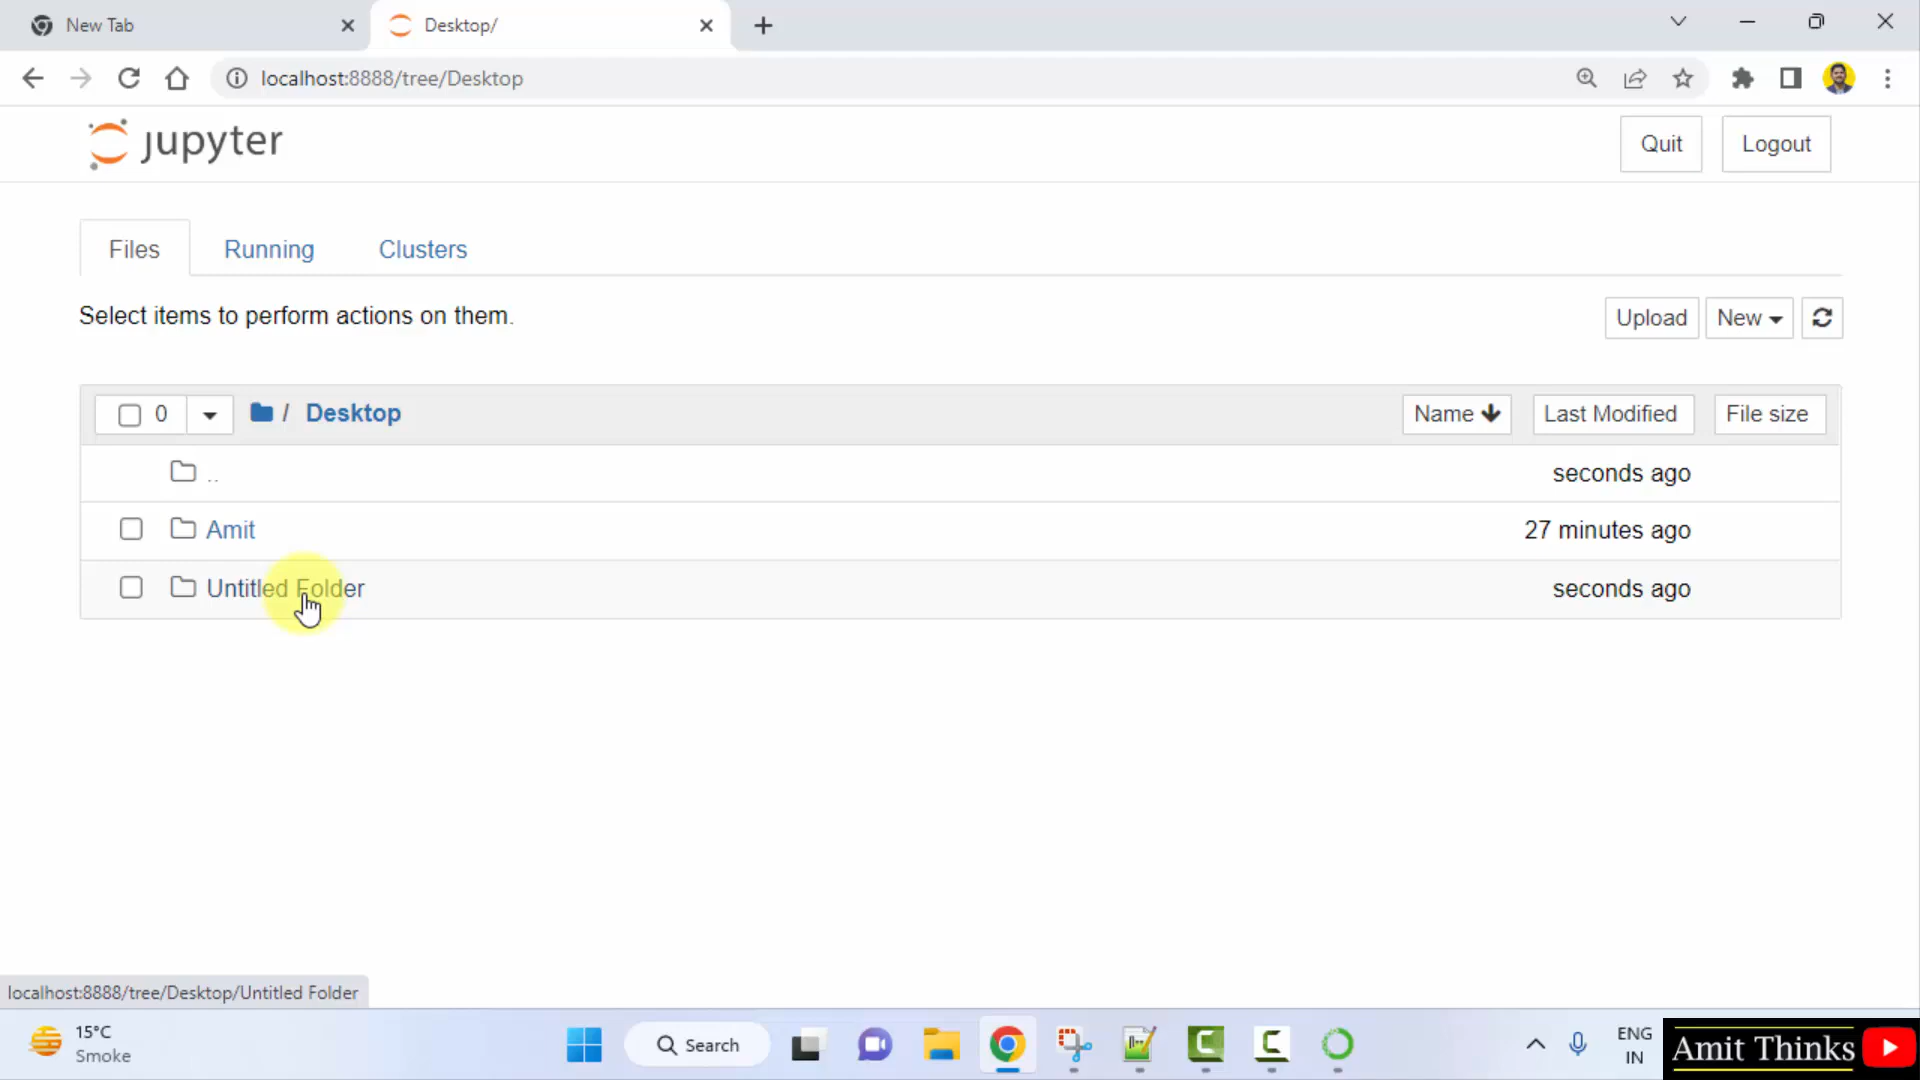 New Tab
Desktop/
localhost:8888/tree/Desktop
jupyter
Quit
Logout
Files
Running
Clusters
Select items to perform actions on them.
Upload
New
0
/
Desktop
Name
Last Modified
File size
..
seconds ago
Amit
27 minutes ago
Untitled Folder
seconds ago
localhost:8888/tree/Desktop/Untitled Folder
15°C
Smoke
Search
ENG
IN
Amit Thinks